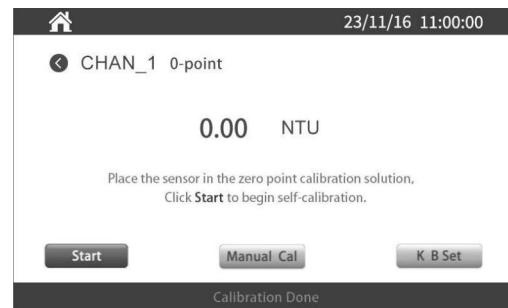 23/11/16 11:00:00
CHAN_1 0-point
0.00 NTU
Place the sensor in the zero point calibration solution,
Click Start to begin self-calibration.
Start Manual Cal K B Set
Calibration Done